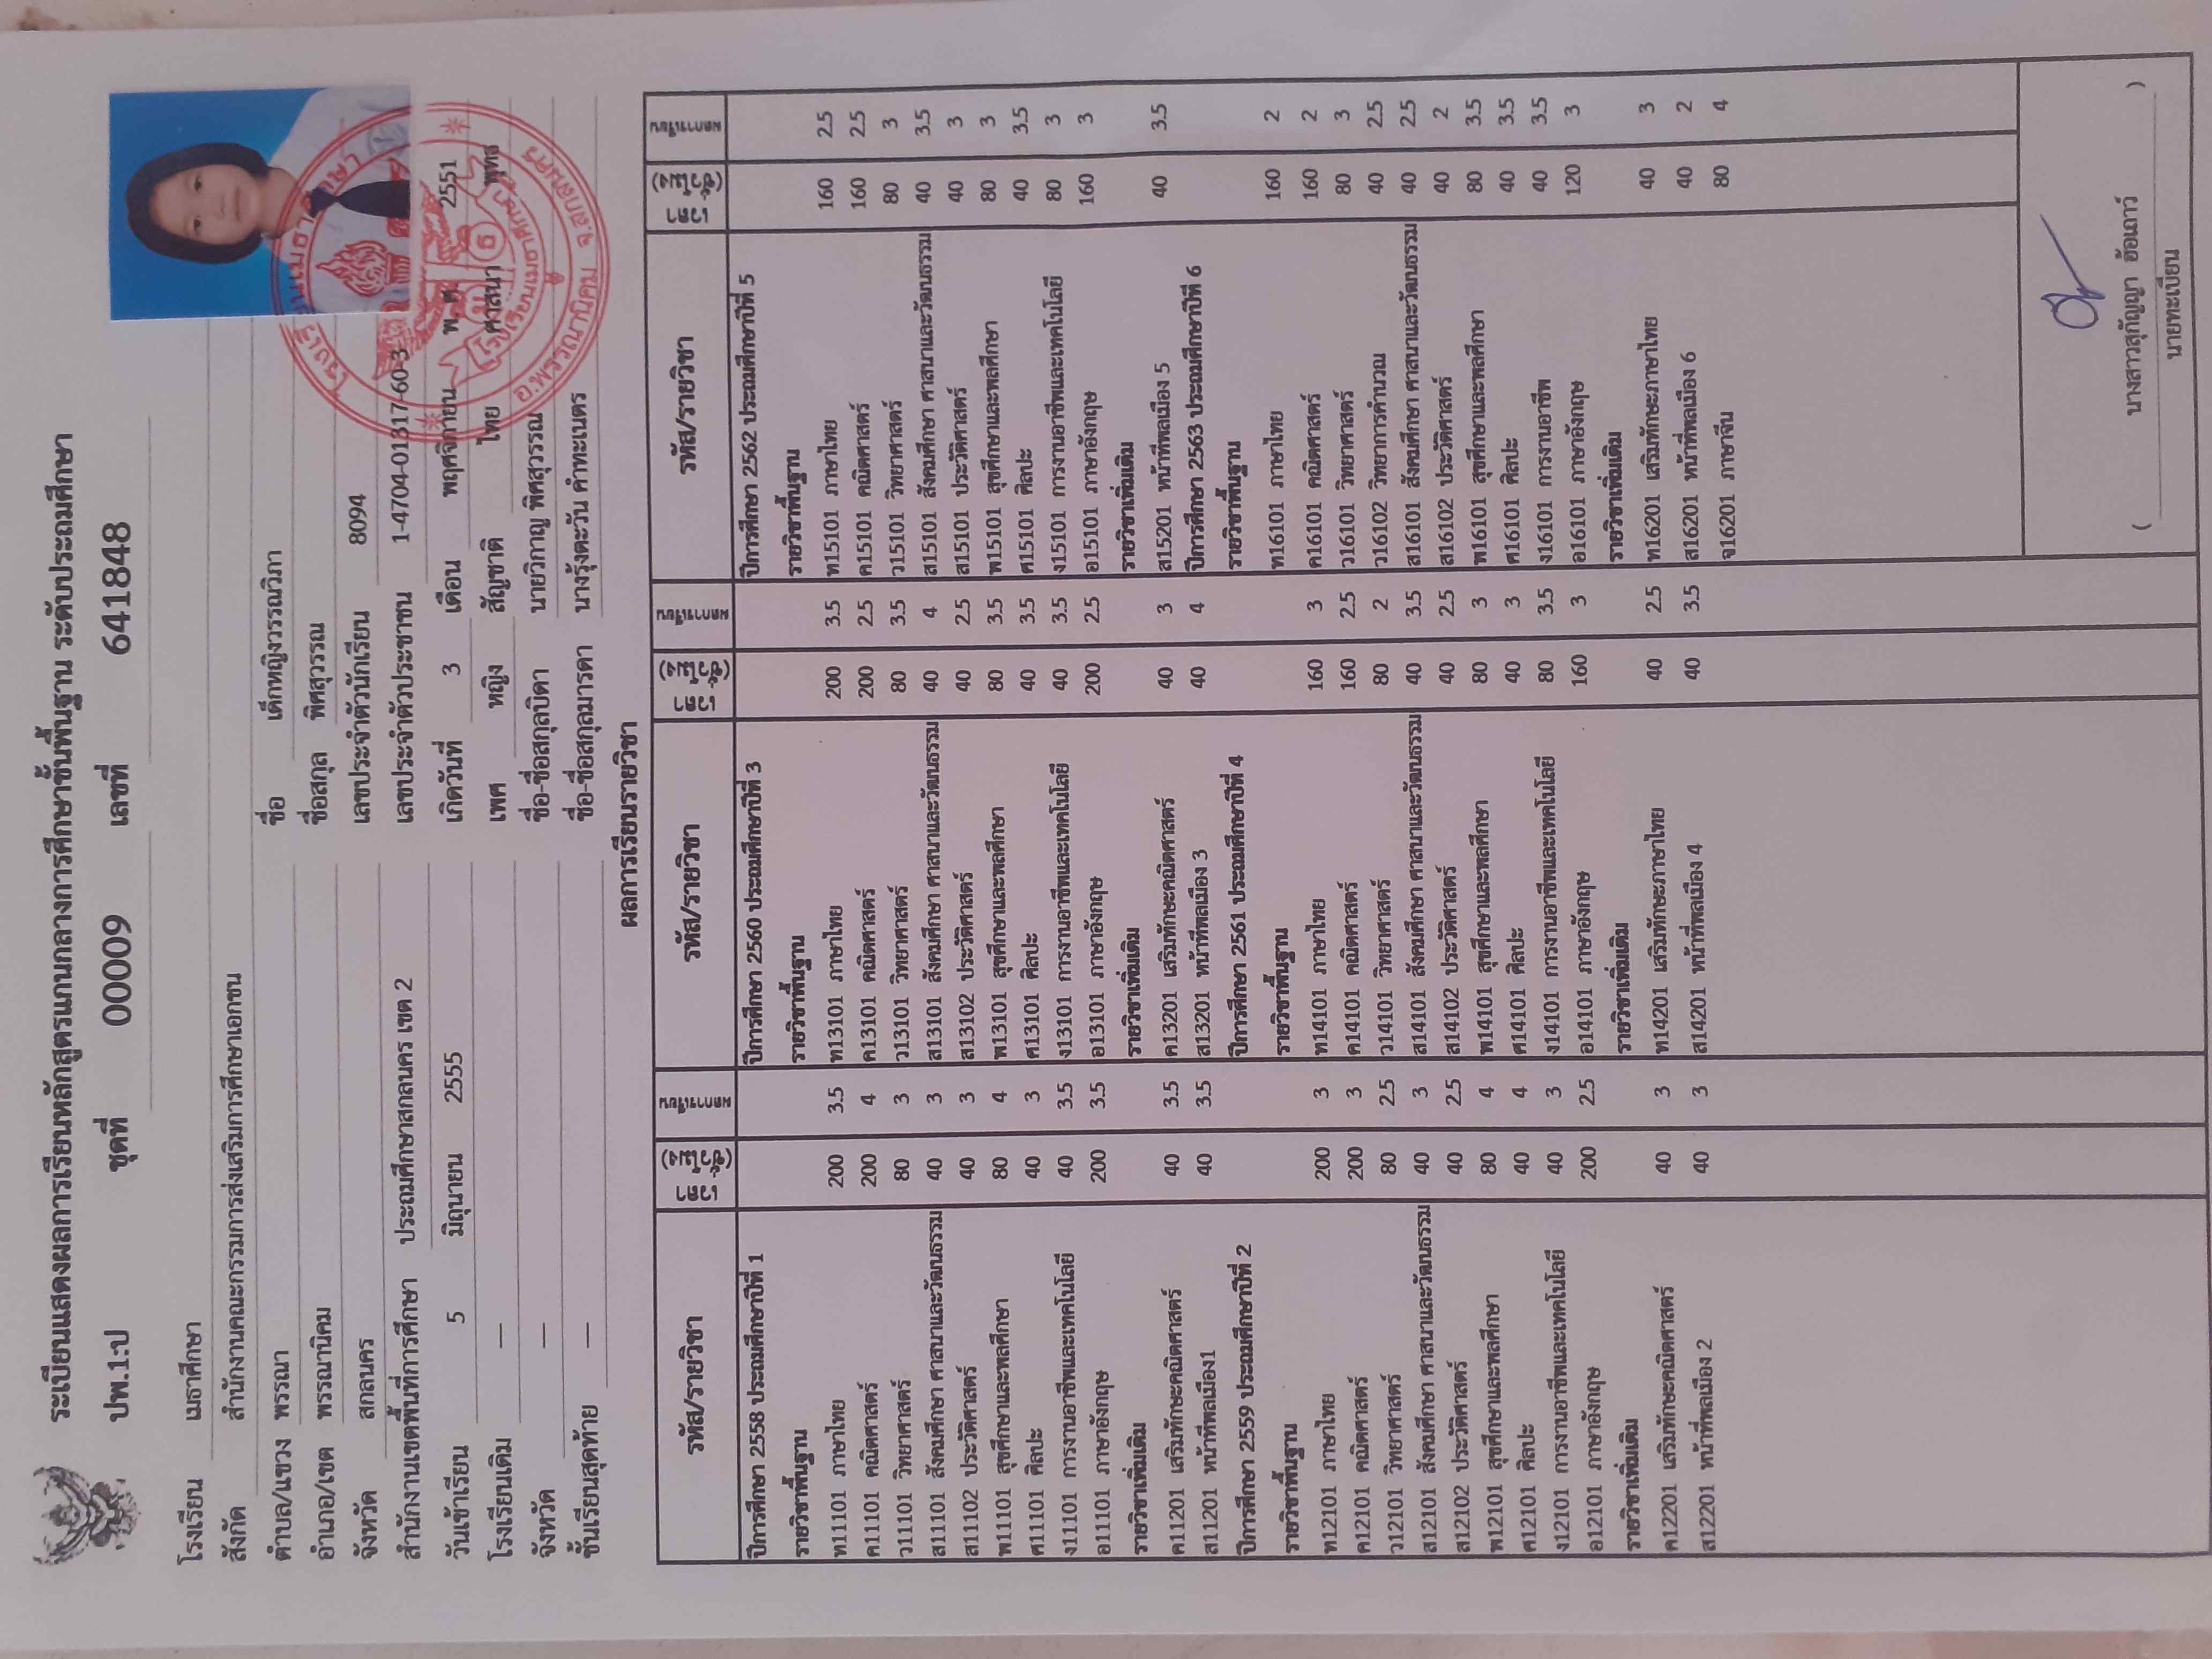 ระเบียนแสดงผลการเรียนหลักสูตรแกนกลางการศึกษาขั้นพื้นฐาน ระดับประถมศึกษา
ปพ.1:ป ชุดที่ 00009 เลขที่ 6418848
โรงเรียน เมธาศึกษา
สังกัด สำนักงานคณะกรรมการส่งเสริมการศึกษาเอกชน
ตำบล/แขวง พรรณา
อำเภอ/เขต พรรณานิคม
จังหวัด สกลนคร
สำนักงานเขตพื้นที่การศึกษา ประถมศึกษาสกลนคร เขต 2
วันเข้าเรียน 5 มิถุนายน 2555
โรงเรียนเดิม —
จังหวัด —
ชั้นเรียนสุดท้าย —
ชื่อ เด็กหญิงวรรณวิภา
ชื่อสกุล พิศสุวรรณ
เลขประจำตัวนักเรียน 8094
เลขประจำตัวประชาชน 1-4704-01317-60-3
เกิดวันที่ 3 เดือน พฤศจิกายน พ.ศ. 2551
เพศ หญิง สัญชาติ ไทย ศาสนา พุทธ
ชื่อ-ชื่อสกุลบิดา นายวิกาญ พิศสุวรรณ
ชื่อ-ชื่อสกุลมารดา นางรุ้งตะวัน คำทะเนตร
โรงเรียนเมธาศึกษา
อ.พรรณานิคม จ.สกลนคร
ผลการเรียนรายวิชา
รหัส/รายวิชา เวลา (ชั่วโมง) ผลการเรียน
ปีการศึกษา 2558 ประถมศึกษาปีที่ 1
รายวิชาพื้นฐาน
ท11101 ภาษาไทย 200 3.5
ค11101 คณิตศาสตร์ 200 4
ว11101 วิทยาศาสตร์ 80 3
ส11101 สังคมศึกษา ศาสนาและวัฒนธรรม 40 3
ส11102 ประวัติศาสตร์ 40 3
พ11101 สุขศึกษาและพลศึกษา 80 4
ศ11101 ศิลปะ 40 3
ง11101 การงานอาชีพและเทคโนโลยี 40 3.5
อ11101 ภาษาอังกฤษ 200 3.5
รายวิชาเพิ่มเติม
ค11201 เสริมทักษะคณิตศาสตร์ 40 3.5
ส11201 หน้าที่พลเมือง1 40 3.5
ปีการศึกษา 2559 ประถมศึกษาปีที่ 2
รายวิชาพื้นฐาน
ท12101 ภาษาไทย 200 3
ค12101 คณิตศาสตร์ 200 3
ว12101 วิทยาศาสตร์ 80 2.5
ส12101 สังคมศึกษา ศาสนาและวัฒนธรรม 40 3
ส12102 ประวัติศาสตร์ 40 2.5
พ12101 สุขศึกษาและพลศึกษา 80 4
ศ12101 ศิลปะ 40 4
ง12101 การงานอาชีพและเทคโนโลยี 40 3
อ12101 ภาษาอังกฤษ 200 2.5
รายวิชาเพิ่มเติม
ค12201 เสริมทักษะคณิตศาสตร์ 40 3
ส12201 หน้าที่พลเมือง 2 40 3
รหัส/รายวิชา เวลา (ชั่วโมง) ผลการเรียน
ปีการศึกษา 2560 ประถมศึกษาปีที่ 3
รายวิชาพื้นฐาน
ท13101 ภาษาไทย 200 3.5
ค13101 คณิตศาสตร์ 200 2.5
ว13101 วิทยาศาสตร์ 80 3.5
ส13101 สังคมศึกษา ศาสนาและวัฒนธรรม 40 4
ส13102 ประวัติศาสตร์ 40 2.5
พ13101 สุขศึกษาและพลศึกษา 80 3.5
ศ13101 ศิลปะ 40 3.5
ง13101 การงานอาชีพและเทคโนโลยี 40 3.5
อ13101 ภาษาอังกฤษ 200 2.5
รายวิชาเพิ่มเติม
ค13201 เสริมทักษะคณิตศาสตร์ 40 3
ส13201 หน้าที่พลเมือง 3 40 4
ปีการศึกษา 2561 ประถมศึกษาปีที่ 4
รายวิชาพื้นฐาน
ท14101 ภาษาไทย 160 3
ค14101 คณิตศาสตร์ 160 2.5
ว14101 วิทยาศาสตร์ 80 2
ส14101 สังคมศึกษา ศาสนาและวัฒนธรรม 40 3.5
ส14102 ประวัติศาสตร์ 40 2.5
พ14101 สุขศึกษาและพลศึกษา 80 3
ศ14101 ศิลปะ 40 3
ง14101 การงานอาชีพและเทคโนโลยี 80 3.5
อ14101 ภาษาอังกฤษ 160 3
รายวิชาเพิ่มเติม
ท14201 เสริมทักษะภาษาไทย 40 2.5
ส14201 หน้าที่พลเมือง 4 40 3.5
รหัส/รายวิชา เวลา (ชั่วโมง) ผลการเรียน
ปีการศึกษา 2562 ประถมศึกษาปีที่ 5
รายวิชาพื้นฐาน
ท15101 ภาษาไทย 160 2.5
ค15101 คณิตศาสตร์ 160 2.5
ว15101 วิทยาศาสตร์ 80 3
ส15101 สังคมศึกษา ศาสนาและวัฒนธรรม 40 3.5
ส15101 ประวัติศาสตร์ 40 3
พ15101 สุขศึกษาและพลศึกษา 80 3
ศ15101 ศิลปะ 40 3.5
ง15101 การงานอาชีพและเทคโนโลยี 80 3
อ15101 ภาษาอังกฤษ 160 3
รายวิชาเพิ่มเติม
ส15201 หน้าที่พลเมือง 5 40 3.5
ปีการศึกษา 2563 ประถมศึกษาปีที่ 6
รายวิชาพื้นฐาน
ท16101 ภาษาไทย 160 2
ค16101 คณิตศาสตร์ 160 2
ว16101 วิทยาศาสตร์ 80 3
ว16102 วิทยาการคำนวณ 40 2.5
ส16101 สังคมศึกษา ศาสนาและวัฒนธรรม 40 2.5
ส16102 ประวัติศาสตร์ 40 2
พ16101 สุขศึกษาและพลศึกษา 80 3.5
ศ16101 ศิลปะ 40 3.5
ง16101 การงานอาชีพ 40 3.5
อ16101 ภาษาอังกฤษ 120 3
รายวิชาเพิ่มเติม
ท16201 เสริมทักษะภาษาไทย 40 3
ส16201 หน้าที่พลเมือง 6 40 2
จ16201 ภาษาจีน 80 4
( นางสาวสุกัญญา ฮ้อเถาว์ )
นายทะเบียน